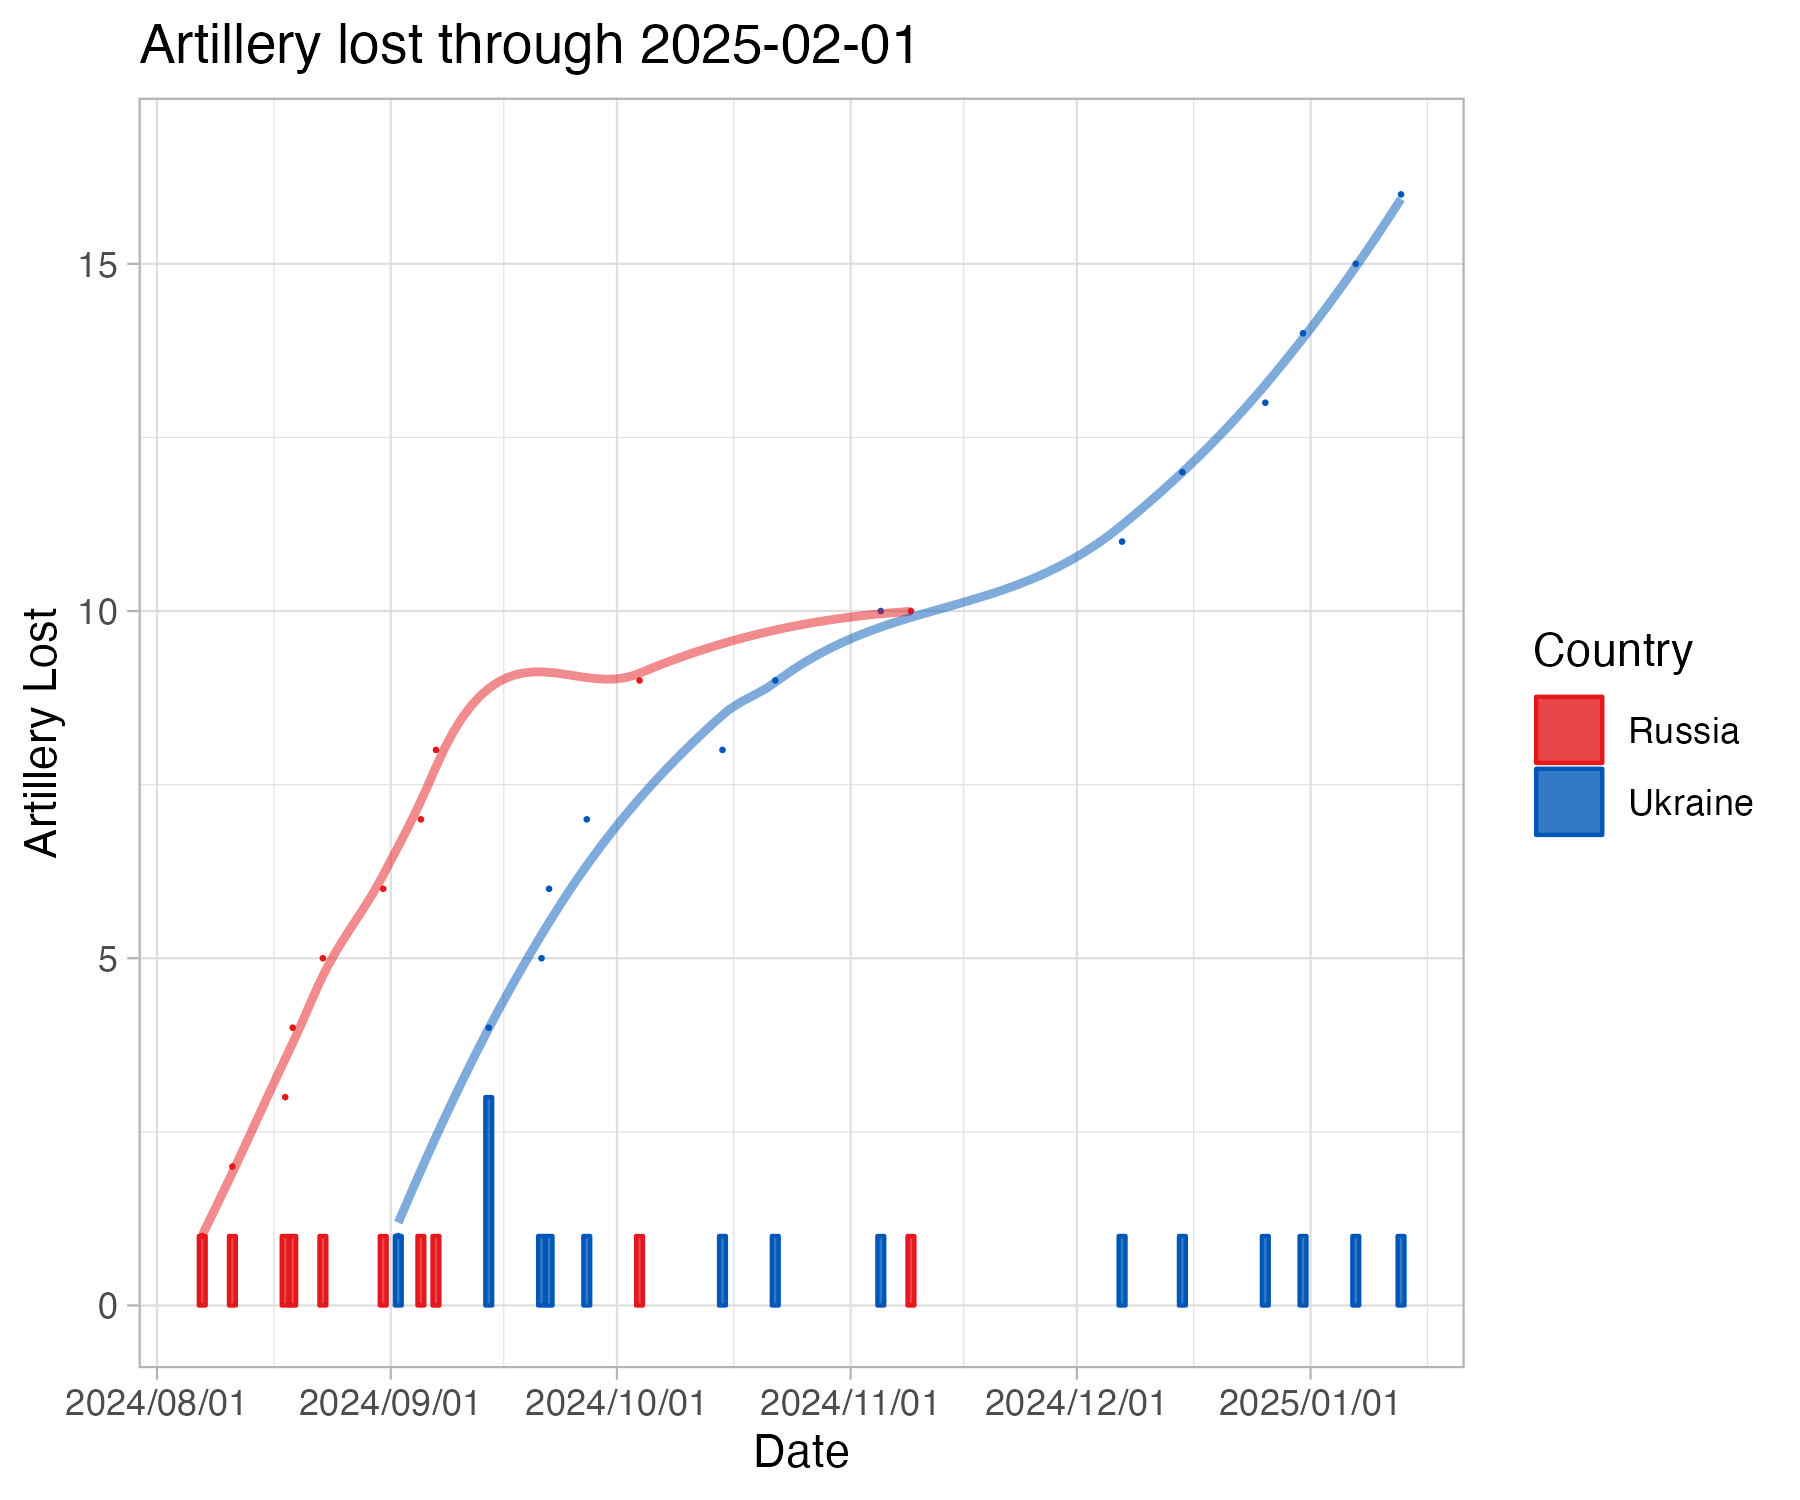 Artillery lost through 2025-02-01
Artillery Lost
15
10
5
0
2024/08/01 2024/09/01 2024/10/01 2024/11/01 2024/12/01 2025/01/01
Date
Country
Russia
Ukraine